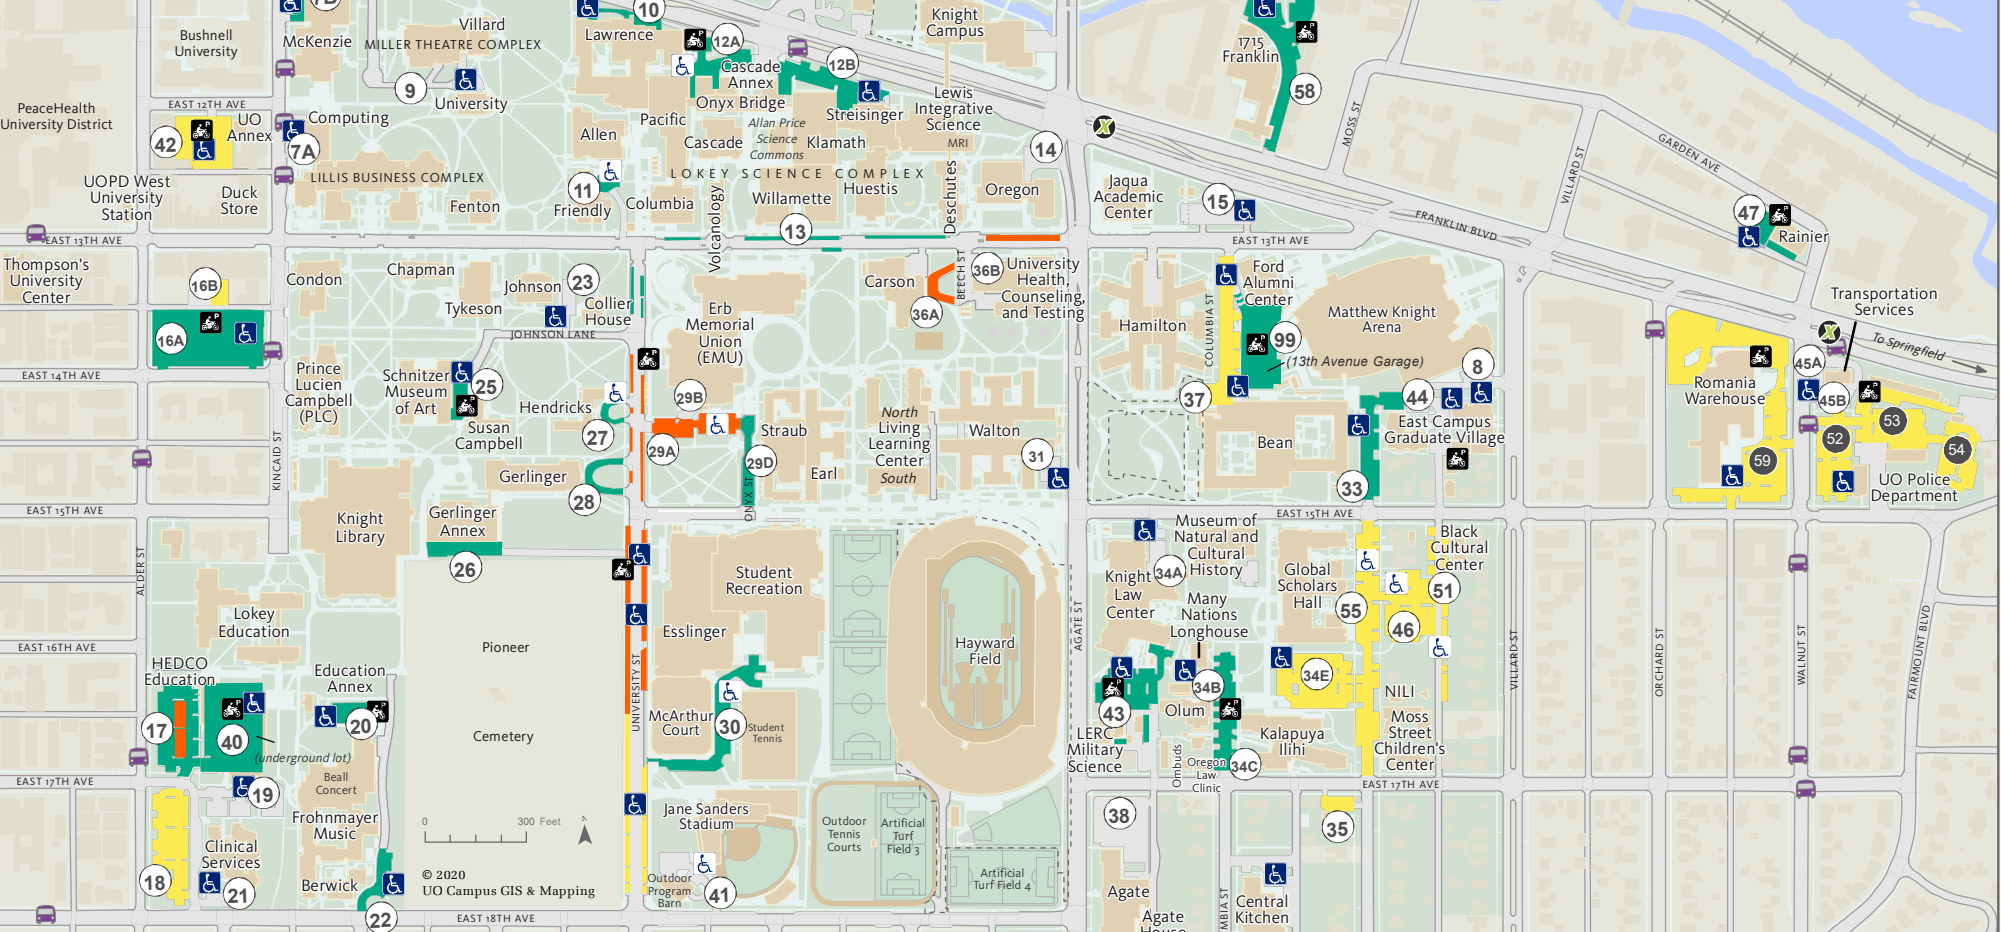 7B
10
Knight
Campus
Villard
MILLER THEATRE COMPLEX
Bushnell
University
McKenzie
Lawrence
12A
12B
Cascade
Annex
1715
Franklin
58
9
University
EAST 12TH AVE
PeaceHealth
University District
UO
Annex
42
Computing
7A
Onyx Bridge
Streisinger
Lewis
Integrative
Science
MRI
Pacific
Allen
Allan Price
Science
Commons
Cascade
Klamath
14
MOSS ST
VILLARD ST
GARDEN AVE
LILLIS BUSINESS COMPLEX
LOKEY SCIENCE COMPLEX
UOPD West
University
Station
Duck
Store
Fenton
11
Friendly
Columbia
Volcanology
Willamette
Huestis
Deschutes
Oregon
Jaqua
Academic
Center
15
47
Rainier
FRANKLIN BLVD
EAST 13TH AVE
13
EAST 13TH AVE
Thompson's
University
Center
16B
16A
Condon
Chapman
Johnson
23
Tykeson
Collier
House
JOHNSON LANE
Erb
Memorial
Union
(EMU)
Carson
36A
BEECH ST
36B
University
Health,
Counseling,
and Testing
Hamilton
COLUMBIA ST
Ford
Alumni
Center
99
(13th Avenue Garage)
Matthew Knight
Arena
Transportation
Services
To Springfield
EAST 14TH AVE
Prince
Lucien
Campbell
(PLC)
Schnitzer
Museum
of Art
25
Hendricks
Susan
Campbell
27
29B
29A
29D
Straub
Earl
ONYX ST
North
Living
Learning
Center
South
Walton
31
37
Bean
8
44
East Campus
Graduate Village
33
Romania
Warehouse
45A
45B
53
52
54
59
UO Police
Department
KINCAID ST
Gerlinger
28
EAST 15TH AVE
EAST 15TH AVE
Knight
Library
Gerlinger
Annex
26
ALDER ST
Lokey
Education
Student
Recreation
Esslinger
Hayward
Field
AGATE ST
Museum of
Natural and
Cultural
History
34A
Knight
Law
Center
Many
Nations
Longhouse
Global
Scholars
Hall
Black
Cultural
Center
51
55
46
EAST 16TH AVE
HEDCO
Education
Education
Annex
Pioneer
Cemetery
UNIVERSITY ST
17
40
(underground lot)
20
McArthur
Court
30
Student
Tennis
43
34B
Olum
34E
NILI
Moss
Street
Children's
Center
LERC
Military
Science
Ombuds
Oregon
Law
Clinic
34C
Kalapuya
Ilihi
VILLARD ST
ORCHARD ST
WALNUT ST
FAIRMOUNT BLVD
EAST 17TH AVE
EAST 17TH AVE
19
Beall
Concert
Frohnmayer
Music
0
300 Feet
Jane Sanders
Stadium
Outdoor
Tennis
Courts
Artificial
Turf
Field 3
Artificial
Turf Field 4
38
35
18
Clinical
Services
21
Berwick
22
© 2020
UO Campus GIS & Mapping
Outdoor
Program
Barn
41
Agate
Agate
House
MBIA ST
Central
Kitchen
EAST 18TH AVE